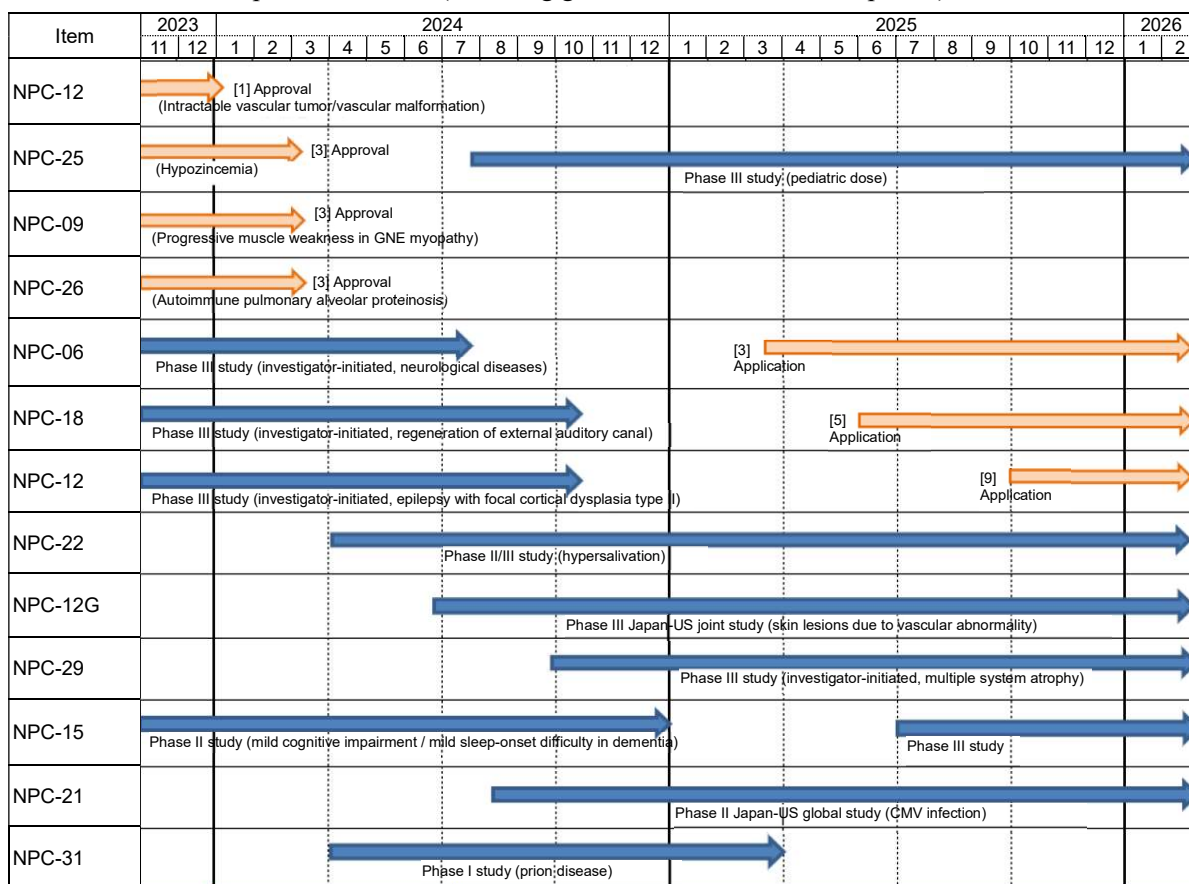 Item 2023 2024 2025 2026
11 12 1 2 3 4 5 6 7 8 9 10 11 12 1 2 3 4 5 6 7 8 9 10 11 12 1 2
NPC-12 [1] Approval
(Intractable vascular tumor/vascular malformation)
NPC-25 [3] Approval
(Hypozincemia) Phase III study (pediatric dose)
NPC-09 [3] Approval
(Progressive muscle weakness in GNE myopathy)
NPC-26 [3] Approval
(Autoimmune pulmonary alveolar proteinosis)
NPC-06 [3]
Phase III study (investigator-initiated, neurological diseases) Application
NPC-18 [5]
Phase III study (investigator-initiated, regeneration of external auditory canal) Application
NPC-12 [9]
Phase III study (investigator-initiated, epilepsy with focal cortical dysplasia type II) Application
NPC-22
Phase II/III study (hypersalivation)
NPC-12G
Phase III Japan-US joint study (skin lesions due to vascular abnormality)
NPC-29
Phase III study (investigator-initiated, multiple system atrophy)
NPC-15
Phase II study (mild cognitive impairment / mild sleep-onset difficulty in dementia) Phase III study
NPC-21
Phase II Japan-US global study (CMV infection)
NPC-31
Phase I study (prion disease)